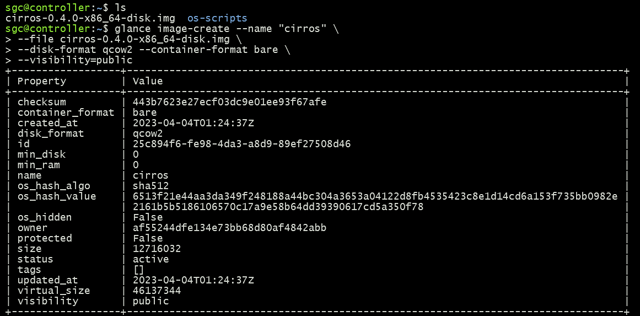 sgc@controller:~$ ls
cirros-0.4.0-x86_64-disk.img  os-scripts
sgc@controller:~$ glance image-create --name "cirros" \
> --file cirros-0.4.0-x86_64-disk.img \
> --disk-format qcow2 --container-format bare \
> --visibility=public
| Property | Value |
| checksum | 443b7623e27ecf03dc9e01ee93f67afe
| container_format | bare
| created_at | 2023-04-04T01:24:37Z
| disk_format | qcow2
| id | 25c894f6-fe98-4da3-a8d9-89ef27508d46
| min_disk | 0
| min_ram | 0
| name | cirros
| os_hash_algo | sha512
| os_hash_value | 6513f21e44aa3da349f248188a44bc304a3653a04122d8fb4535423c8e1d14cd6a153f735bb0982e |
| 2161b5b5186106570c17a9e58b64dd39390617cd5a350f78 |
| os_hidden | False
| owner | af55244dfe134e73bb68d80af4842abb
| protected | False
| size | 12716032
| status | active
| tags | []
| updated_at | 2023-04-04T01:24:37Z
| virtual_size | 46137344
| visibility | public